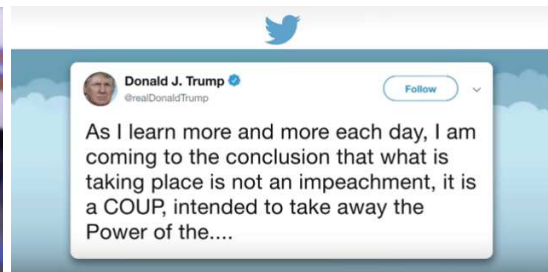 Donald J. Trump
@realDonaldTrump
Follow
As I learn more and more each day, I am
coming to the conclusion that what is
taking place is not an impeachment, it is
a COUP, intended to take away the
Power of the....